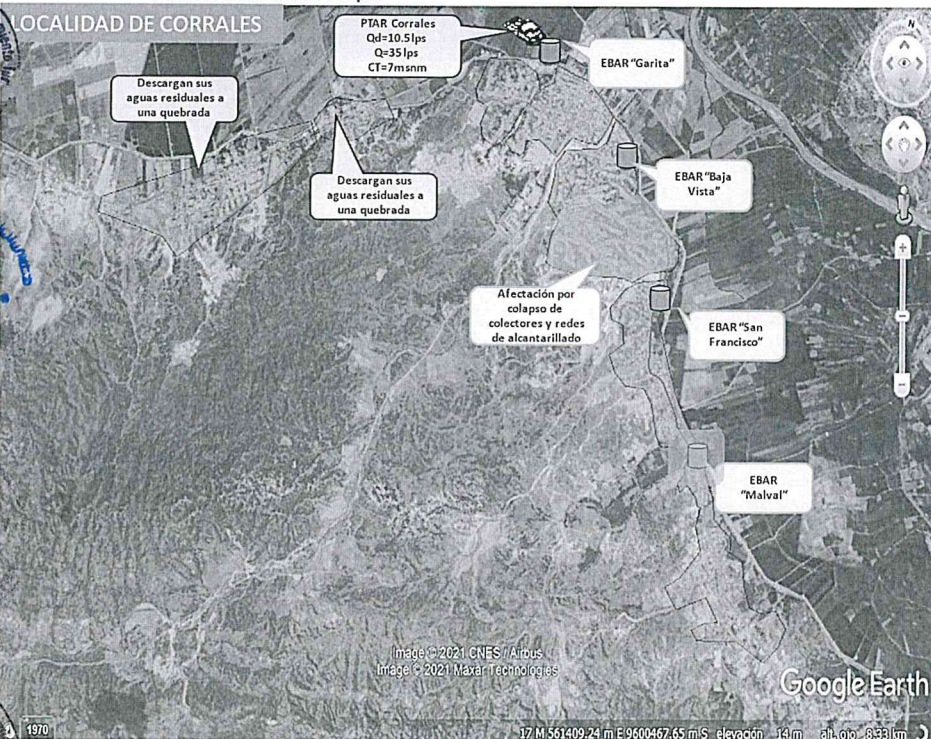 LOCALIDAD DE CORRALES
PTAR Corrales
Qd=10.5lps
Q=35lps
CT=7msnm
EBAR "Garita"
Descargan sus
aguas residuales a
una quebrada
Descargan sus
aguas residuales a
una quebrada
EBAR "Baja
Vista"
Afectación por
colapso de
colectores y redes
de alcantarillado
EBAR "San
Francisco"
EBAR
"Malval"
Image © 2021 CNES / Airbus
Image © 2021 Maxar Technologies
Google Earth
1970
17 M 561409.24 m E 9600467.65 m S elevación 14 m alt. ojo 8.33 km
N